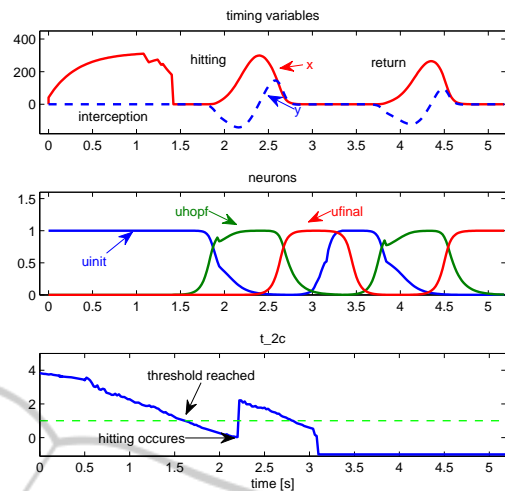 timing variables
400
200
0
hitting
x
return
y
interception
0 0.5 1 1.5 2 2.5 3 3.5 4 4.5 5
neurons
1.5
1
0.5
0
uhopf
ufinal
uinit
0 0.5 1 1.5 2 2.5 3 3.5 4 4.5 5
t_2c
4
2
0
threshold reached
hitting occures
0 0.5 1 1.5 2 2.5 3 3.5 4 4.5 5
time [s]